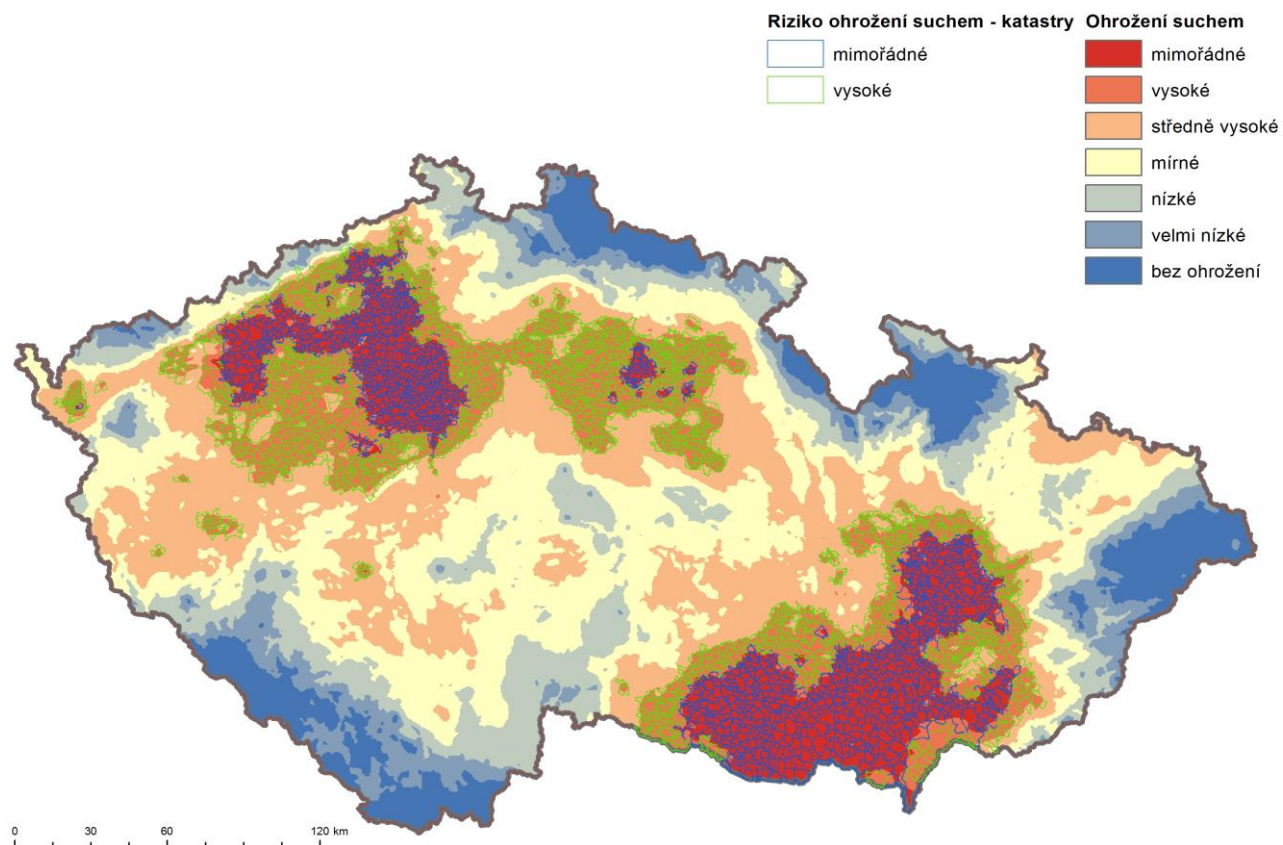 Riziko ohrožení suchem - katastry
mimořádné
vysoké
Ohrožení suchem
mimořádné
vysoké
středně vysoké
mírné
nízké
velmi nízké
bez ohrožení
0 30 60 120 km